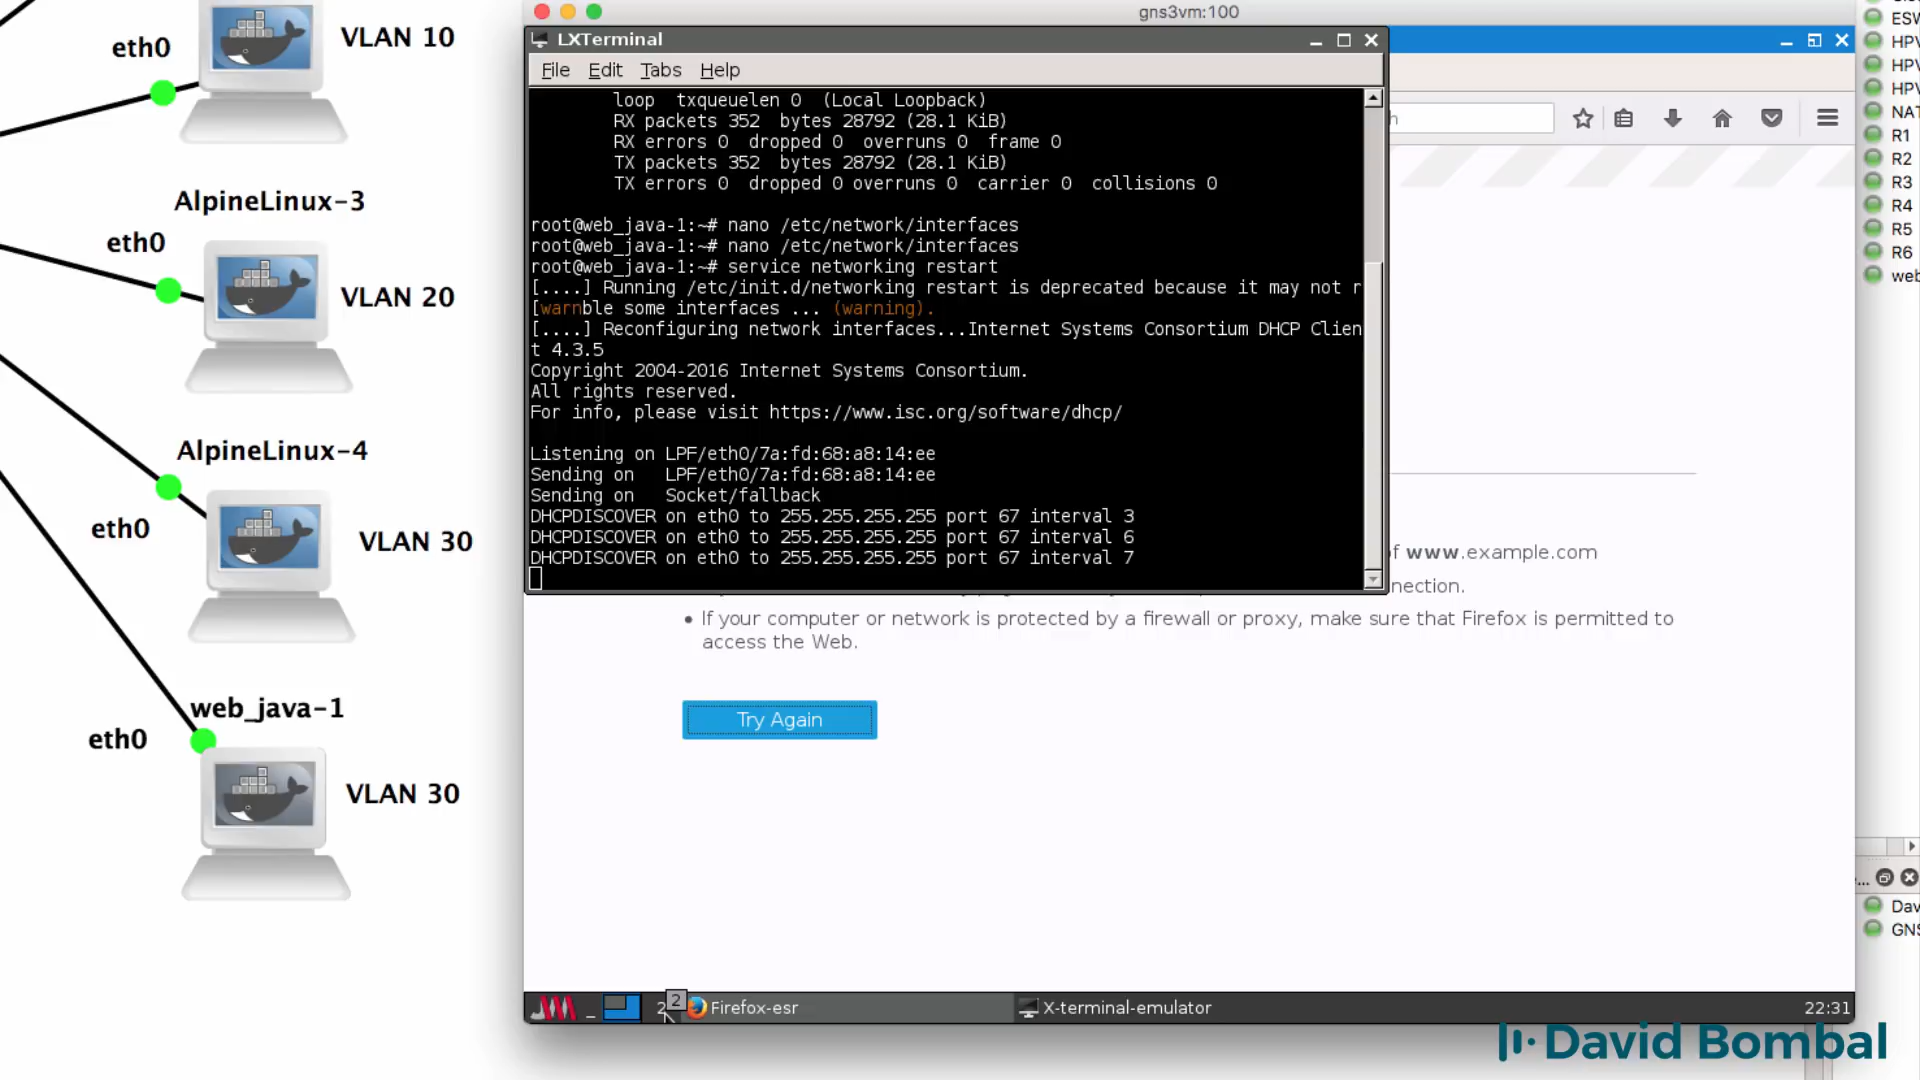 eth0
VLAN 10
AlpineLinux-3
eth0
VLAN 20
AlpineLinux-4
eth0
VLAN 30
web_java-1
eth0
VLAN 30
gns3vm:100
LXTerminal
File Edit Tabs Help
loop txqueuelen 0 (Local Loopback)
RX packets 352 bytes 28792 (28.1 KiB)
RX errors 0 dropped 0 overruns 0 frame 0
TX packets 352 bytes 28792 (28.1 KiB)
TX errors 0 dropped 0 overruns 0 carrier 0 collisions 0
root@web_java-1:~# nano /etc/network/interfaces
root@web_java-1:~# nano /etc/network/interfaces
root@web_java-1:~# service networking restart
[....] Running /etc/init.d/networking restart is deprecated because it may not r
[warnble some interfaces ... (warning).
[....] Reconfiguring network interfaces...Internet Systems Consortium DHCP Clien
t 4.3.5
Copyright 2004-2016 Internet Systems Consortium.
All rights reserved.
For info, please visit https://www.isc.org/software/dhcp/
Listening on LPF/eth0/7a:fd:68:a8:14:ee
Sending on LPF/eth0/7a:fd:68:a8:14:ee
Sending on Socket/fallback
DHCPDISCOVER on eth0 to 255.255.255.255 port 67 interval 3
DHCPDISCOVER on eth0 to 255.255.255.255 port 67 interval 6
DHCPDISCOVER on eth0 to 255.255.255.255 port 67 interval 7
of www.example.com
nection.
• If your computer or network is protected by a firewall or proxy, make sure that Firefox is permitted to
access the Web.
Try Again
2 2 Firefox-esr X-terminal-emulator 22:31
ESW
HPV
HPV
HPV
NAT
R1
R2
R3
R4
R5
R6
web
...
Dav
GNS
David Bombal